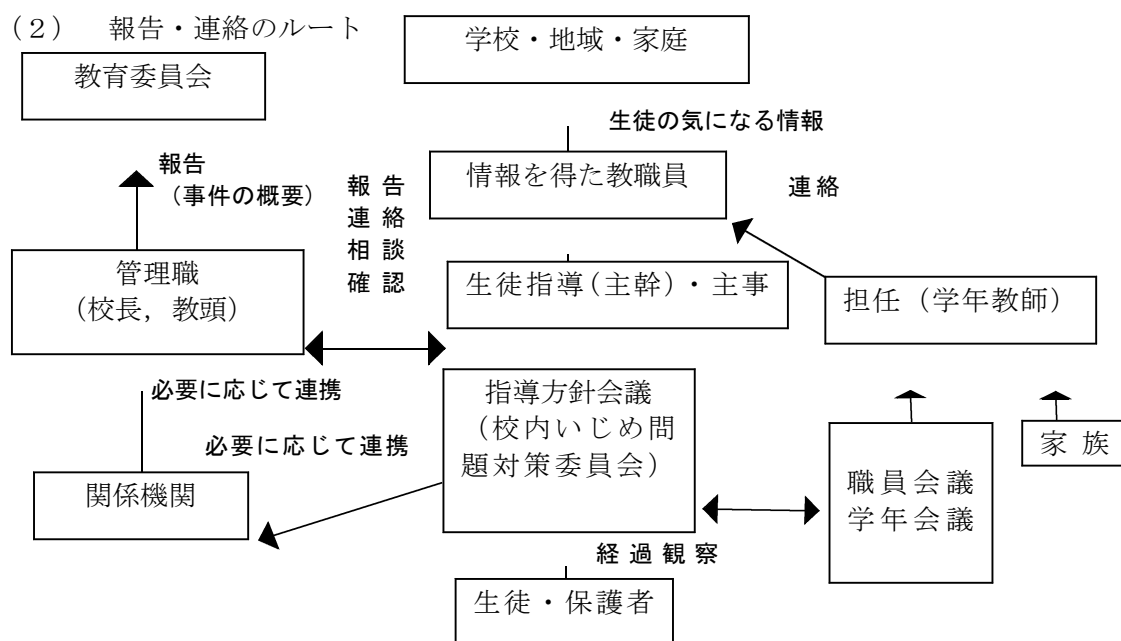 (2) 報告・連絡のルート
学校・地域・家庭
教育委員会
生徒の気になる情報
報告
(事件の概要)
報告
連絡
相談
確認
情報を得た教職員
連絡
管理職
(校長,教頭)
生徒指導(主幹)・主事
担任(学年教師)
必要に応じて連携
必要に応じて連携
指導方針会議
(校内いじめ問
題対策委員会)
家族
関係機関
職員会議
学年会議
経過観察
生徒・保護者